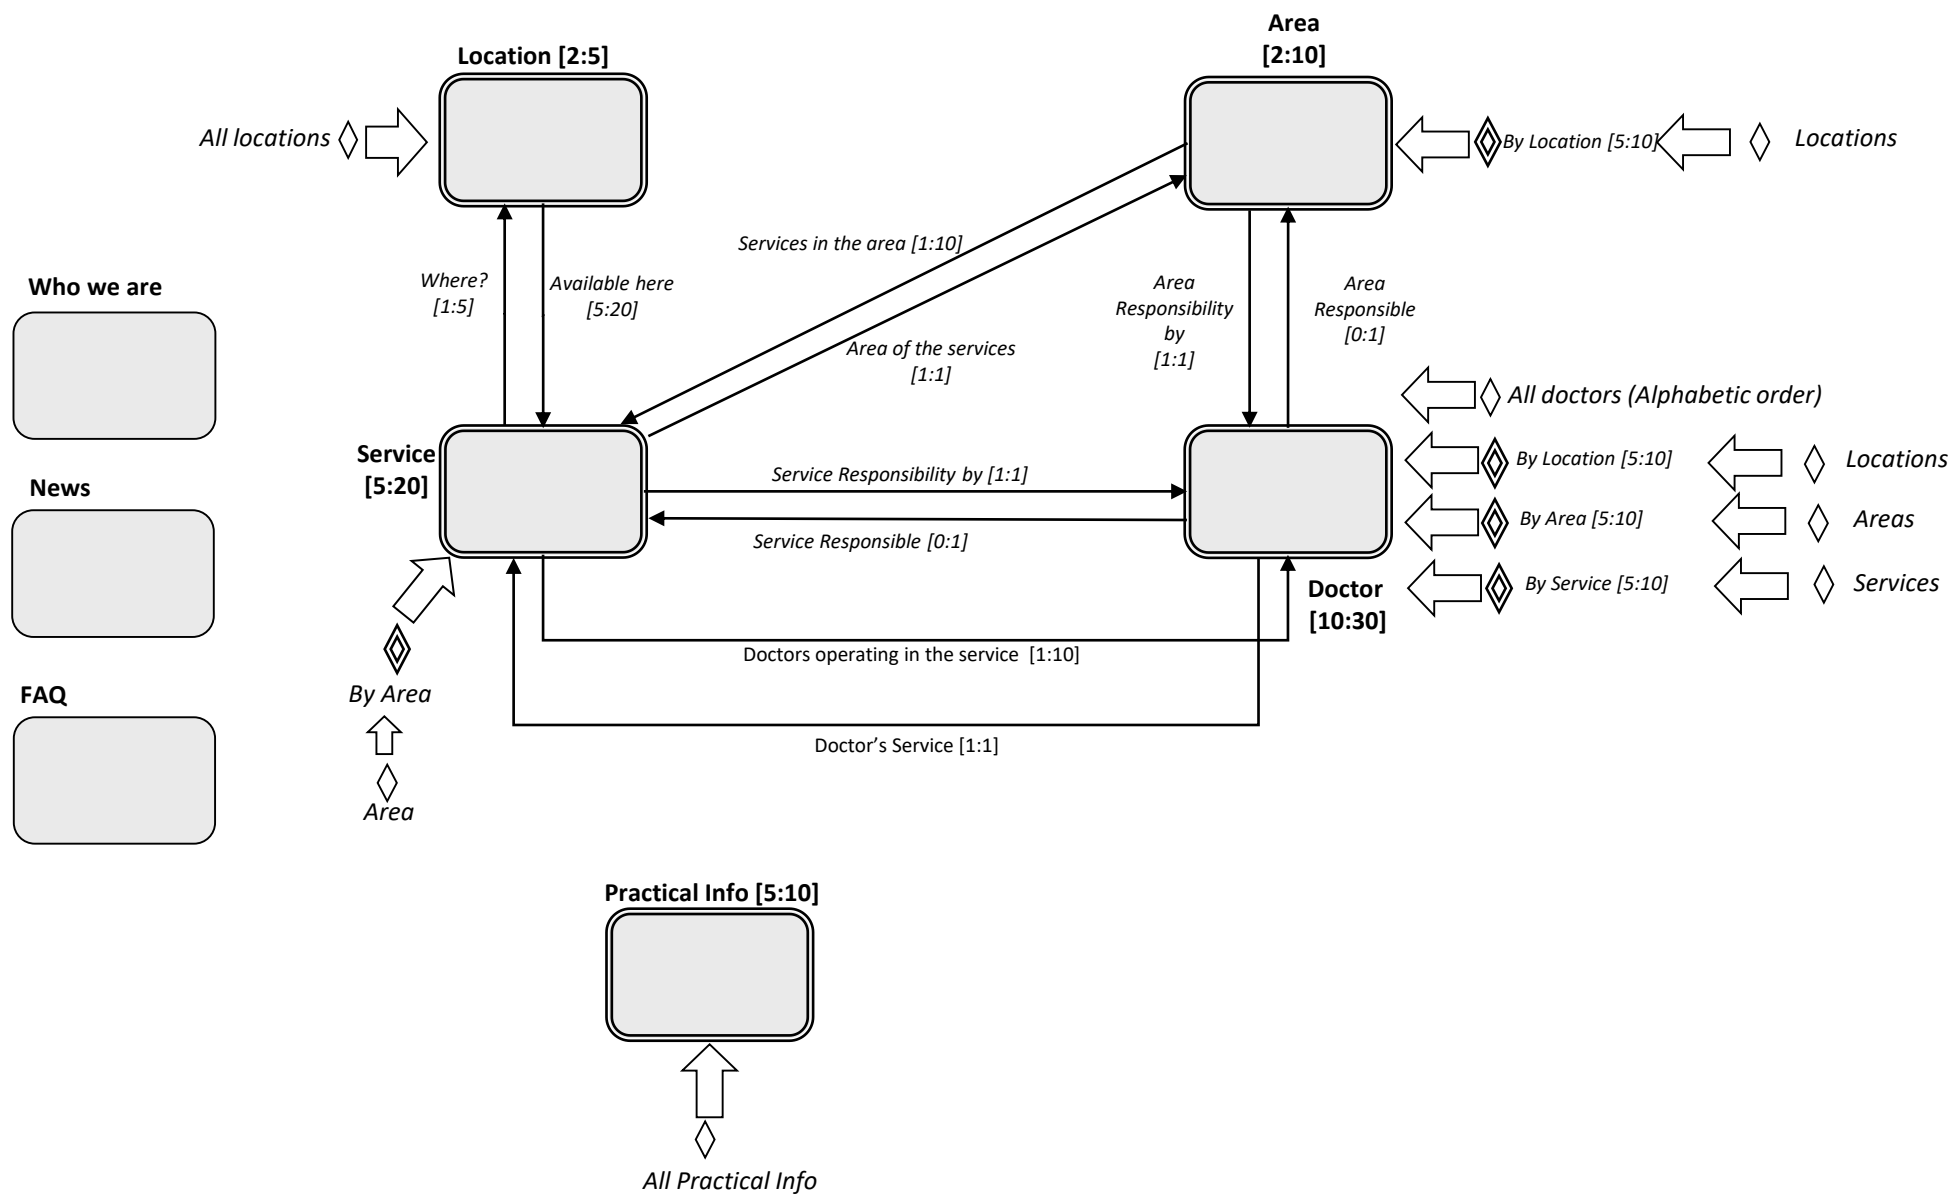 Location [2:5]
Area
[2:10]
All locations
By Location [5:10]
Locations
Services in the area [1:10]
Where?
[1:5]
Available here
[5:20]
Area
Responsibility
by
[1:1]
Area
Responsible
[0:1]
Who we are
Area of the services
[1:1]
All doctors (Alphabetic order)
Service
[5:20]
Service Responsibility by [1:1]
By Location [5:10]
Locations
News
Service Responsible [0:1]
By Area [5:10]
Areas
Doctor
[10:30]
By Service [5:10]
Services
Doctors operating in the service  [1:10]
FAQ
By Area
Doctor’s Service [1:1]
Area
Practical Info [5:10]
All Practical Info